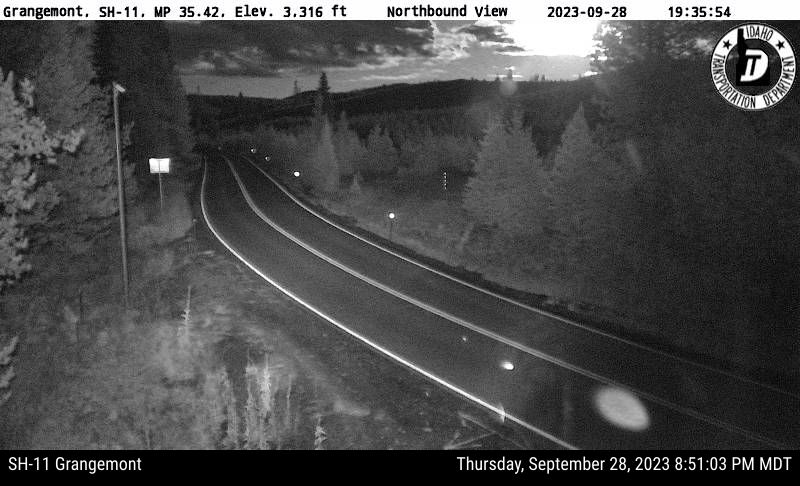 Grangemont, SH-11, MP 35.42, Elev. 3,316 ft Northbound View 2023-09-28 19:35:54
IDAHO
TRANSPORTATION DEPARTMENT
SH-11 Grangemont Thursday, September 28, 2023 8:51:03 PM MDT